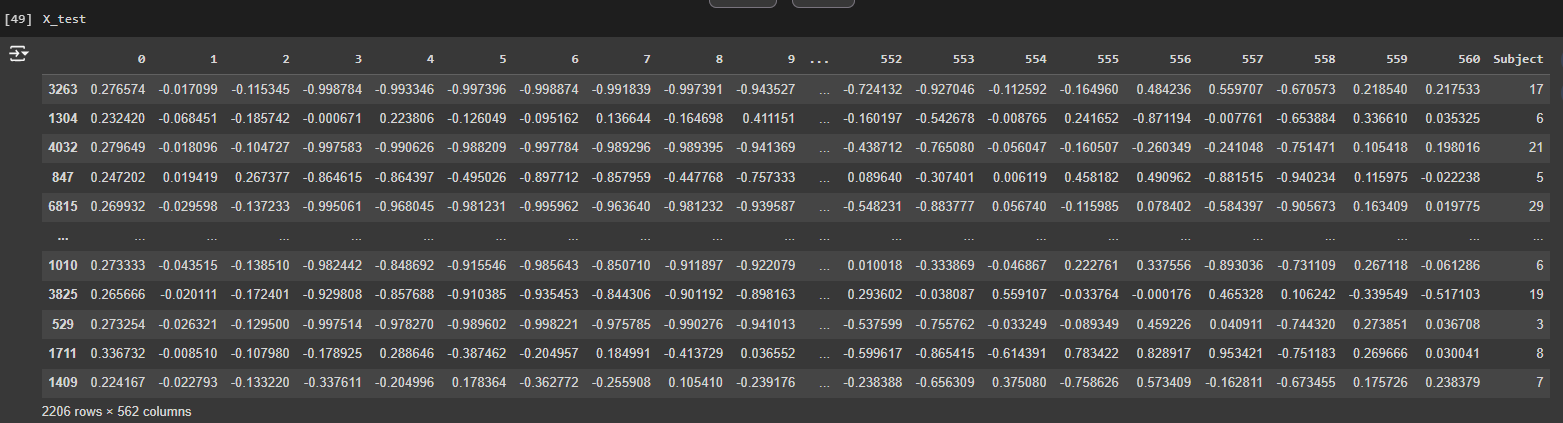 [49] X_test
0 1 2 3 4 5 6 7 8 9 ... 552 553 554 555 556 557 558 559 560 Subject
3263 0.276574 -0.017099 -0.115345 -0.998784 -0.993346 -0.997396 -0.998874 -0.991839 -0.997391 -0.943527 ... -0.724132 -0.927046 -0.112592 -0.164960 0.484236 0.559707 -0.670573 0.218540 0.217533 17
1304 0.232420 -0.068451 -0.185742 -0.000671 0.223806 -0.126049 -0.095162 0.136644 -0.164698 0.411151 ... -0.160197 -0.542678 -0.008765 0.241652 -0.871194 -0.007761 -0.653884 0.336610 0.035325 6
4032 0.279649 -0.018096 -0.104727 -0.997583 -0.990626 -0.988209 -0.997784 -0.989296 -0.989395 -0.941369 ... -0.438712 -0.765080 -0.056047 -0.160507 -0.260349 -0.241048 -0.751471 0.105418 0.198016 21
847 0.247202 0.019419 0.267377 -0.864615 -0.864397 -0.495026 -0.897712 -0.857959 -0.447768 -0.757333 ... 0.089640 -0.307401 0.006119 0.458182 0.490962 -0.881515 -0.940234 0.115975 -0.022238 5
6815 0.269932 -0.029598 -0.137233 -0.995061 -0.968045 -0.981231 -0.995962 -0.963640 -0.981232 -0.939587 ... -0.548231 -0.883777 0.056740 -0.115985 0.078402 -0.584397 -0.905673 0.163409 0.019775 29
... ... ... ... ... ... ... ... ... ... ... ... ... ... ... ... ... ... ... ... ... ...
1010 0.273333 -0.043515 -0.138510 -0.982442 -0.848692 -0.915546 -0.985643 -0.850710 -0.911897 -0.922079 ... 0.010018 -0.333869 -0.046867 0.222761 0.337556 -0.893036 -0.731109 0.267118 -0.061286 6
3825 0.265666 -0.020111 -0.172401 -0.929808 -0.857688 -0.910385 -0.935453 -0.844306 -0.901192 -0.898163 ... 0.293602 -0.038087 0.559107 -0.033764 -0.000176 0.465328 0.106242 -0.339549 -0.517103 19
529 0.273254 -0.026321 -0.129500 -0.997514 -0.978270 -0.989602 -0.998221 -0.975785 -0.990276 -0.941013 ... -0.537599 -0.755762 -0.033249 -0.089349 0.459226 0.040911 -0.744320 0.273851 0.036708 3
1711 0.336732 -0.008510 -0.107980 -0.178925 0.288646 -0.387462 -0.204957 0.184991 -0.413729 0.036552 ... -0.599617 -0.865415 -0.614391 0.783422 0.828917 0.953421 -0.751183 0.269666 0.030041 8
1409 0.224167 -0.022793 -0.133220 -0.337611 -0.204996 0.178364 -0.362772 -0.255908 0.105410 -0.239176 ... -0.238388 -0.656309 0.375080 -0.758626 0.573409 -0.162811 -0.673455 0.175726 0.238379 7
2206 rows × 562 columns